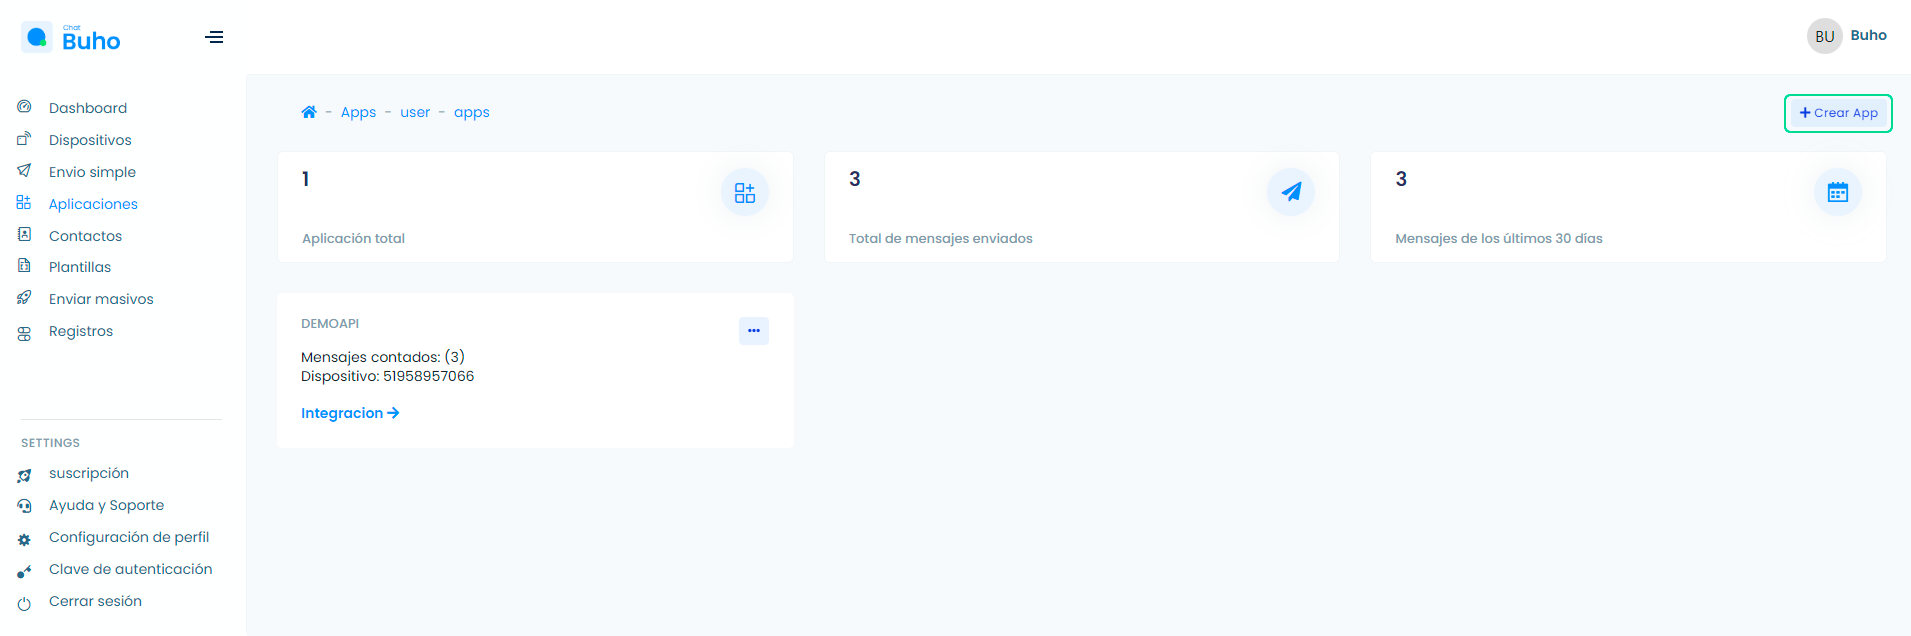 Chat
Buho
BU Buho
Dashboard
Dispositivos
Envio simple
Aplicaciones
Contactos
Plantillas
Enviar masivos
Registros
SETTINGS
suscripción
Ayuda y Soporte
Configuración de perfil
Clave de autenticación
Cerrar sesión
- Apps - user - apps
+ Crear App
1
Aplicación total
3
Total de mensajes enviados
3
Mensajes de los últimos 30 días
DEMOAPI
Mensajes contados: (3)
Dispositivo: 51958957066
Integracion →